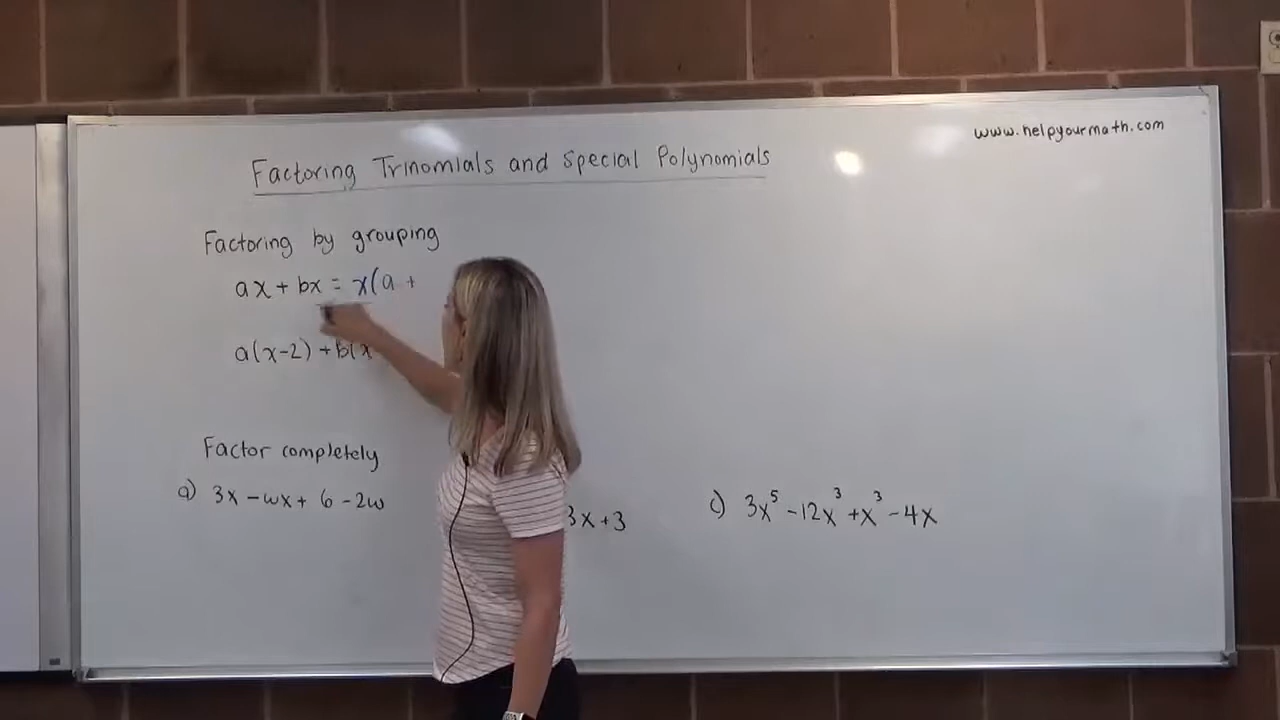 www.helpyourmath.com
Factoring Trinomials and Special Polynomials
Factoring by grouping
ax + bx = x(a +
a(x-2) + b(x
Factor completely
a) 3x - wx + 6 - 2w
3x + 3
c) 3x⁵ - 12x³ + x³ - 4x